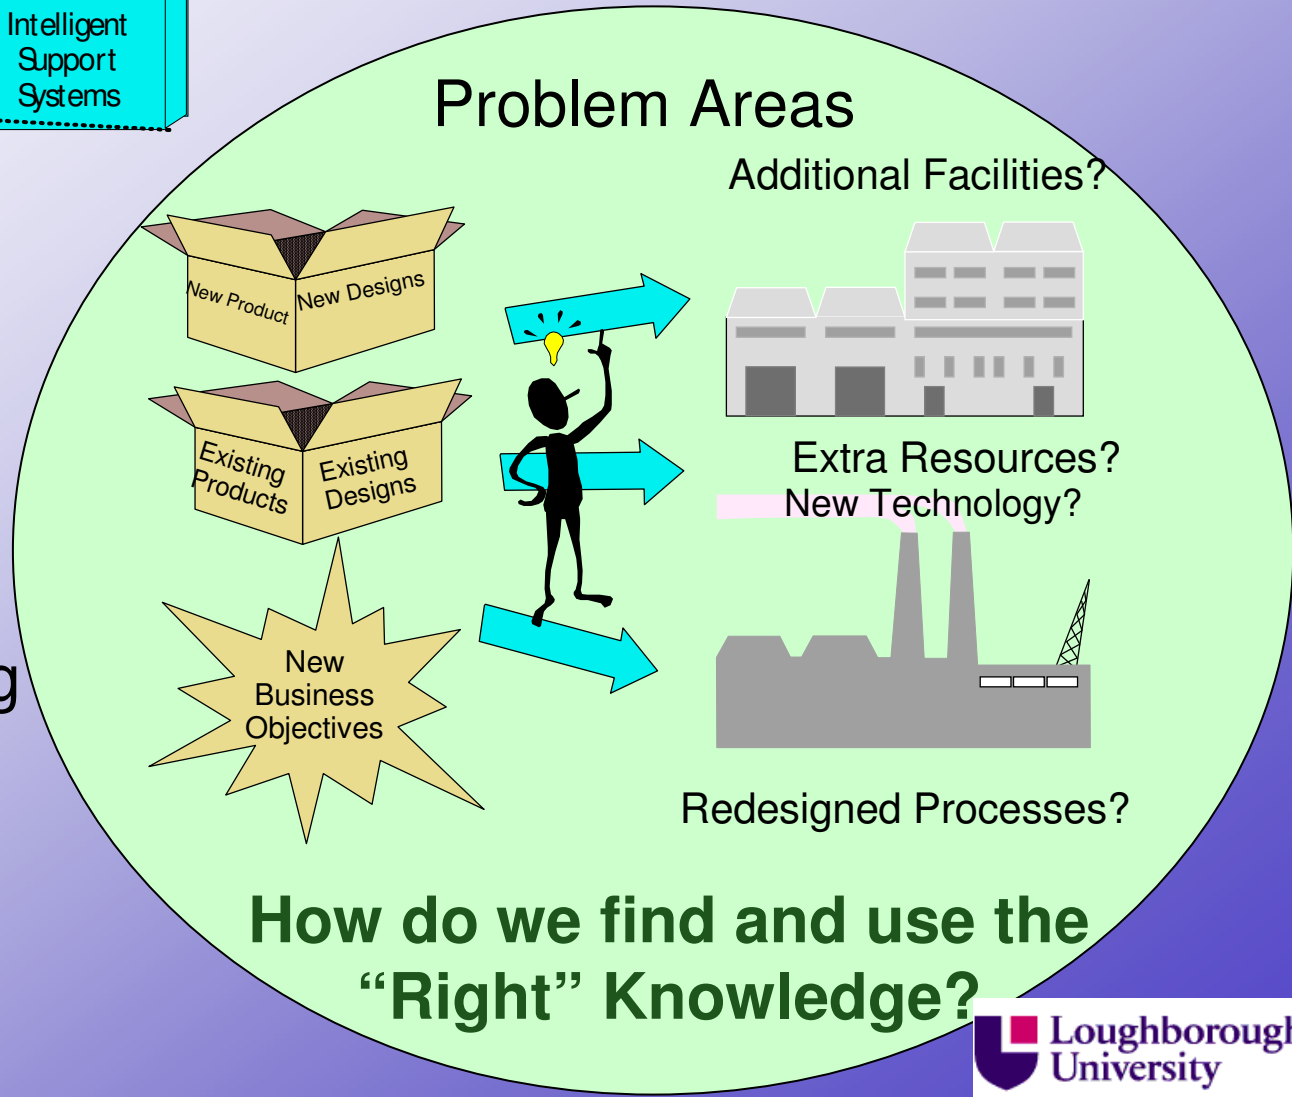 Intelligent
Support
Systems
Problem Areas
Additional Facilities?
New Product
New Designs
Existing
Products
Existing
Designs
Extra Resources?
New Technology?
New
Business
Objectives
g
Redesigned Processes?
How do we find and use the
“Right” Knowledge?
Loughborough
University